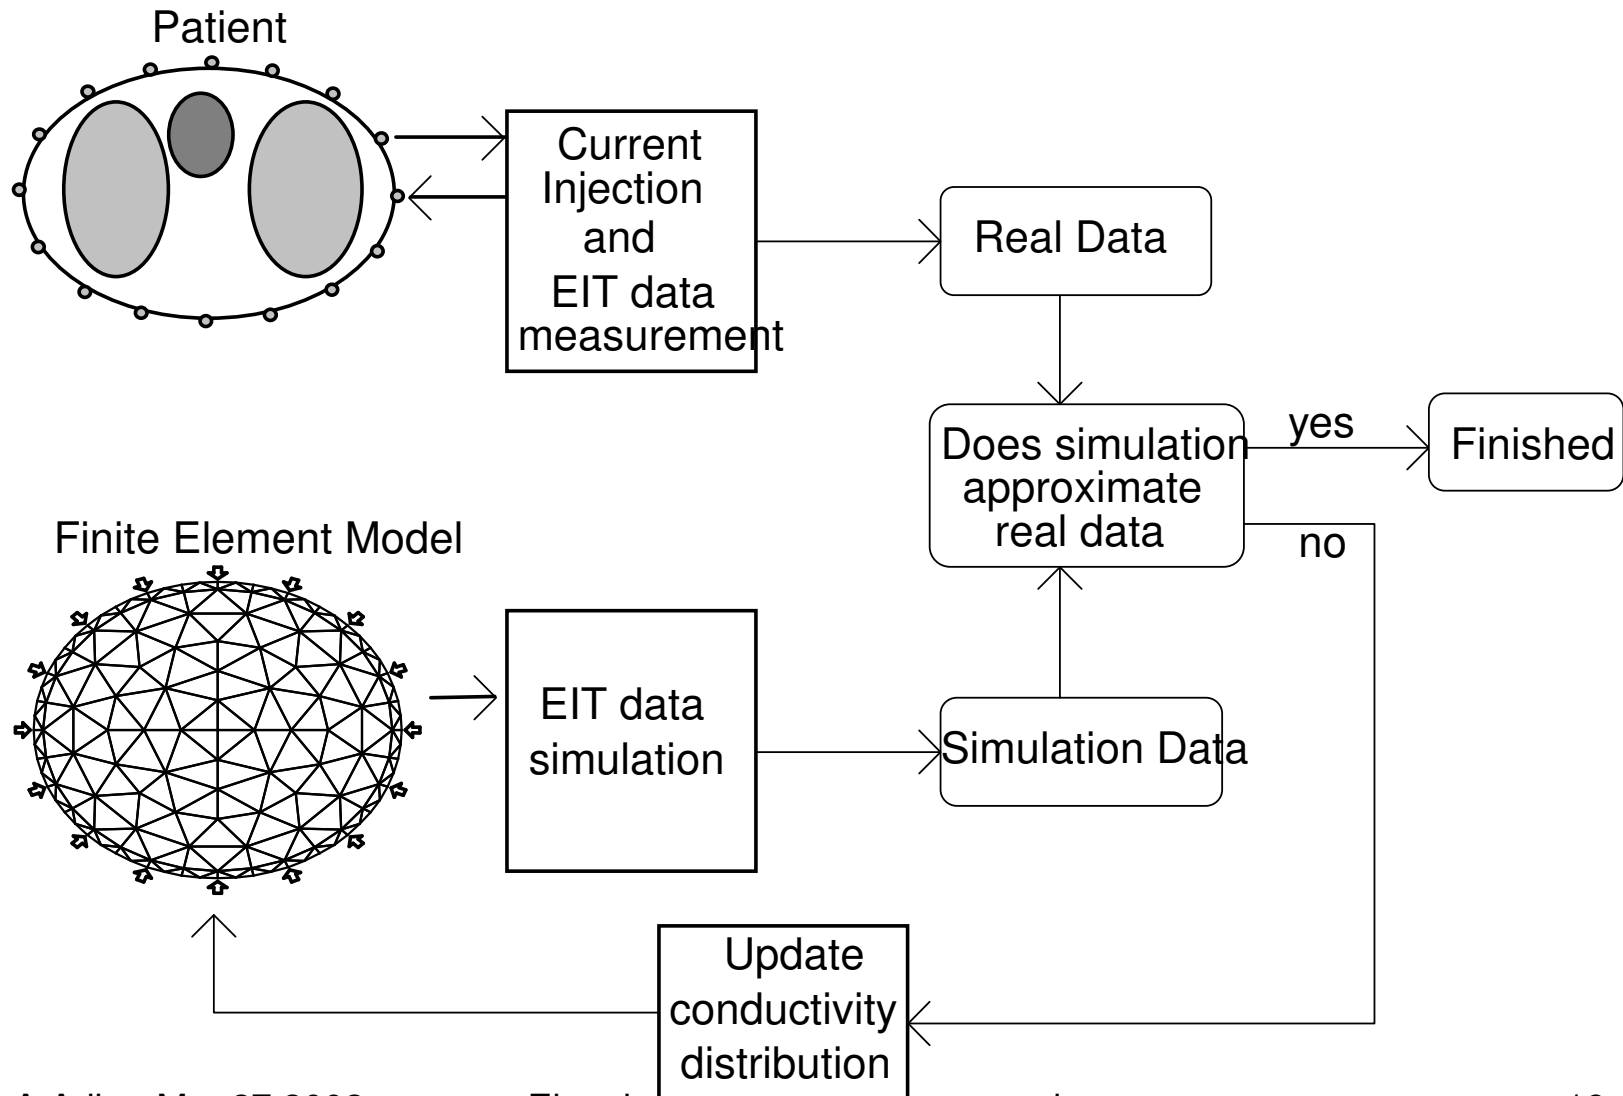 Patient
Current
Injection
and
EIT data
measurement
Real Data
Does simulation
approximate
real data
yes
Finished
no
Finite Element Model
EIT data
simulation
Simulation Data
Update
conductivity
distribution